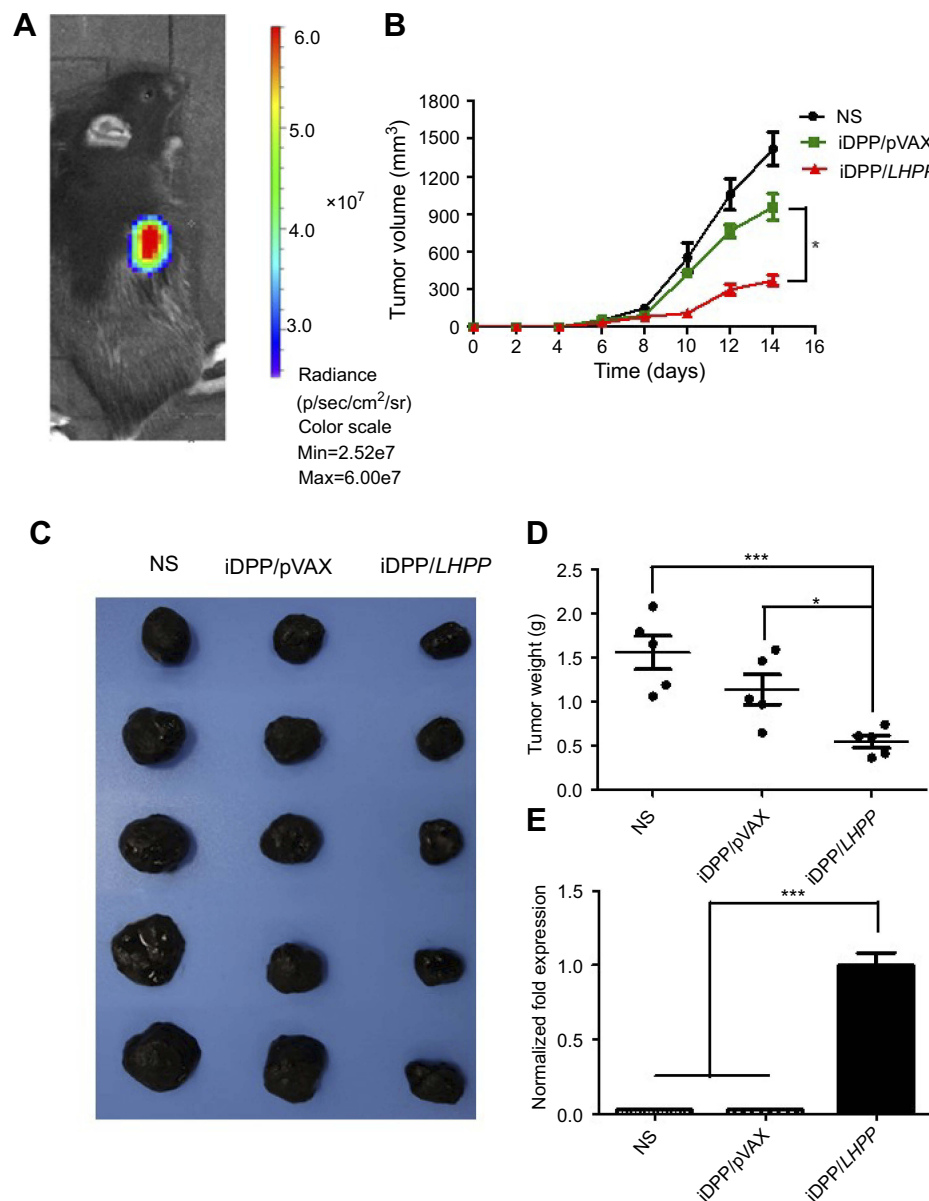 A
6.0
5.0
×10⁷
4.0
3.0
Radiance
(p/sec/cm²/sr)
Color scale
Min=2.52e7
Max=6.00e7
B
Tumor volume (mm³)
1800
1500
1200
900
600
300
0
0 2 4 6 8 10 12 14 16
Time (days)
NS
iDPP/pVAX
iDPP/LHPP
*
C
NS iDPP/pVAX iDPP/LHPP
D
Tumor weight (g)
2.5
2.0
1.5
1.0
0.5
0.0
***
*
NS
iDPP/pVAX
iDPP/LHPP
E
Normalized fold expression
1.5
1.0
0.5
0.0
***
NS
iDPP/pVAX
iDPP/LHPP